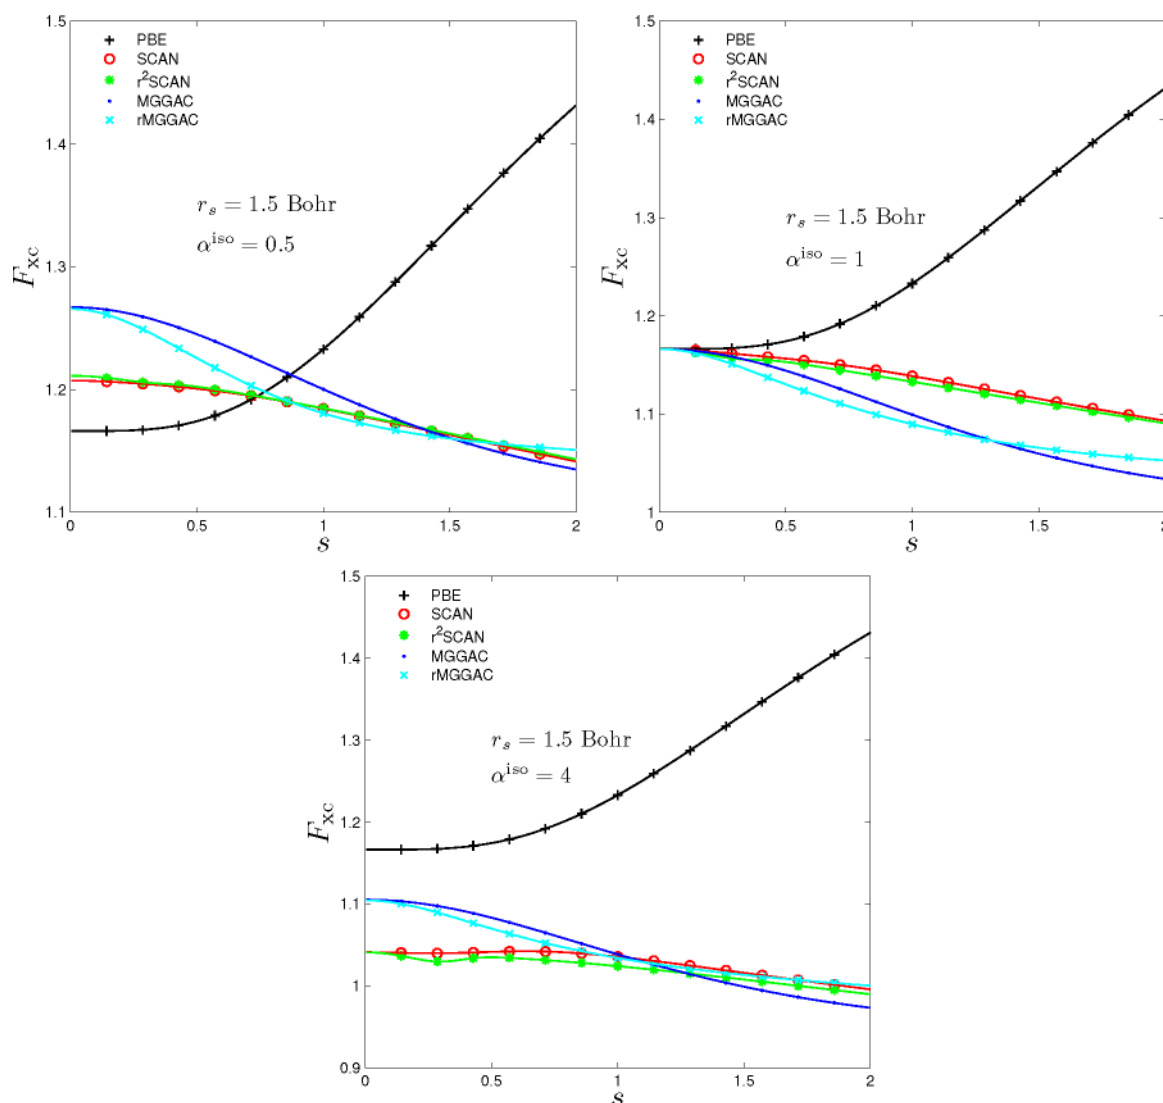 1.5
1.4
1.3
1.2
1.1
F_xc
PBE
SCAN
r²SCAN
MGGAC
rMGGAC
r_s = 1.5 Bohr
α^iso = 0.5
0 0.5 1 1.5 2
s
1.5
1.4
1.3
1.2
1.1
1
F_xc
PBE
SCAN
r²SCAN
MGGAC
rMGGAC
r_s = 1.5 Bohr
α^iso = 1
0 0.5 1 1.5 2
s
1.5
1.4
1.3
1.2
1.1
1
0.9
F_xc
PBE
SCAN
r²SCAN
MGGAC
rMGGAC
r_s = 1.5 Bohr
α^iso = 4
0 0.5 1 1.5 2
s